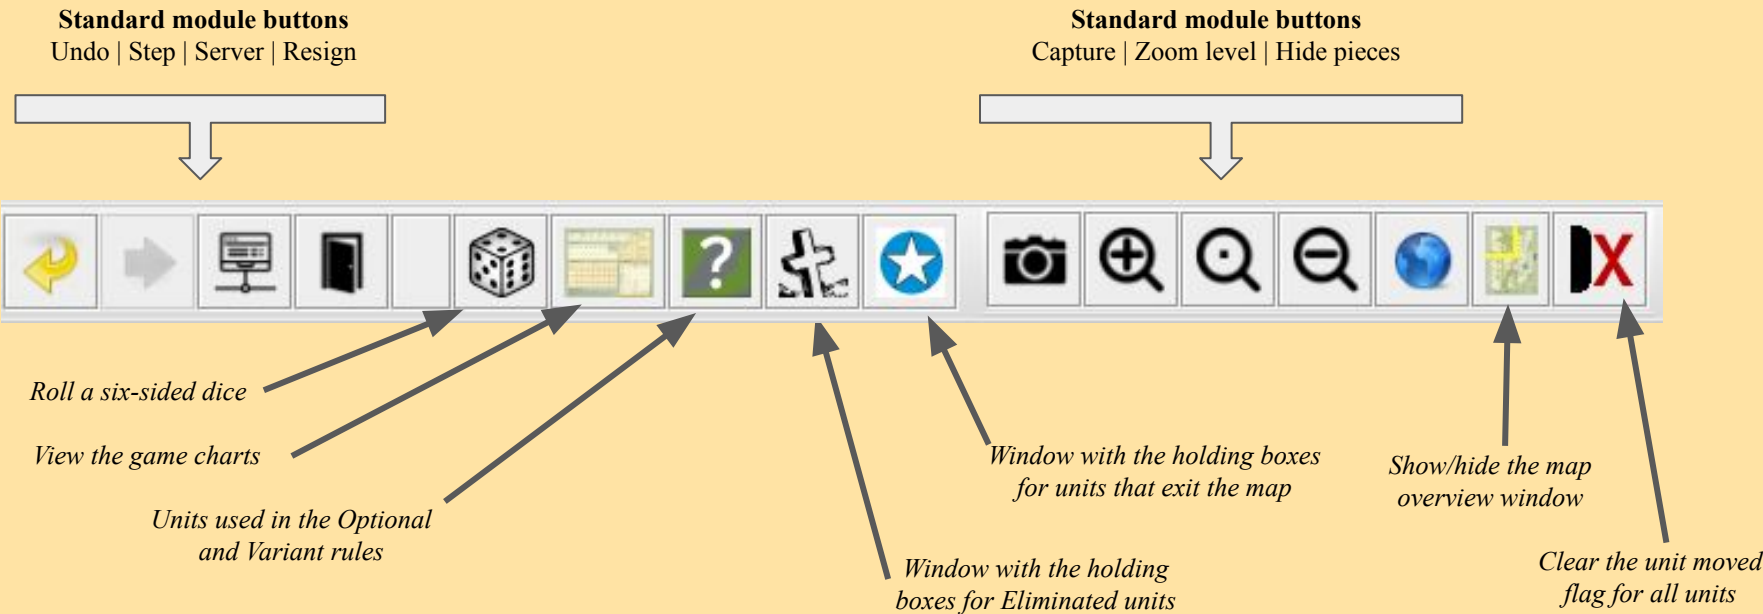 Standard module buttons
Undo | Step | Server | Resign
Standard module buttons
Capture | Zoom level | Hide pieces
?
X
Roll a six-sided dice
View the game charts
Units used in the Optional
and Variant rules
Window with the holding boxes
for units that exit the map
Window with the holding
boxes for Eliminated units
Show/hide the map
overview window
Clear the unit moved
flag for all units